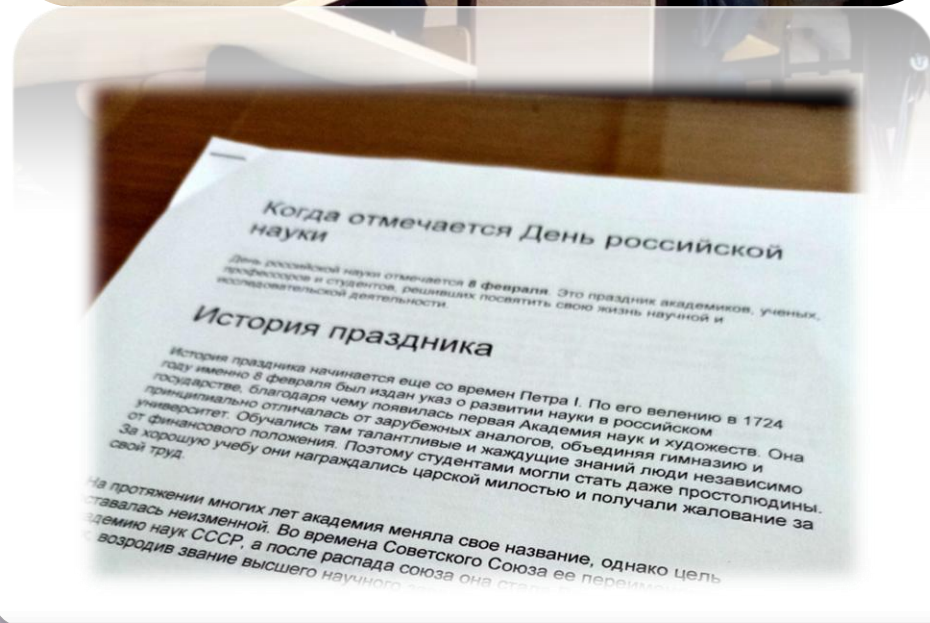 Когда отмечается День российской
науки
День российской науки отмечается 8 февраля. Это праздник академиков, ученых,
профессоров и студентов, решивших посвятить свою жизнь научной и
исследовательской деятельности.
История праздника
История праздника начинается еще со времен Петра I. По его велению в 1724
году именно 8 февраля был издан указ о развитии науки в российском
государстве, благодаря чему появилась первая Академия наук и художеств. Она
принципиально отличалась от зарубежных аналогов, объединяя гимназию и
университет. Обучались там талантливые и жаждущие знаний люди независимо
от финансового положения. Поэтому студентами могли стать даже простолюдины.
За хорошую учебу они награждались царской милостью и получали жалование за
свой труд.
На протяжении многих лет академия меняла свое название, однако цель
оставалась неизменной. Во времена Советского Союза ее
наук СССР, а после распада союза она
возродив звание высшего научного